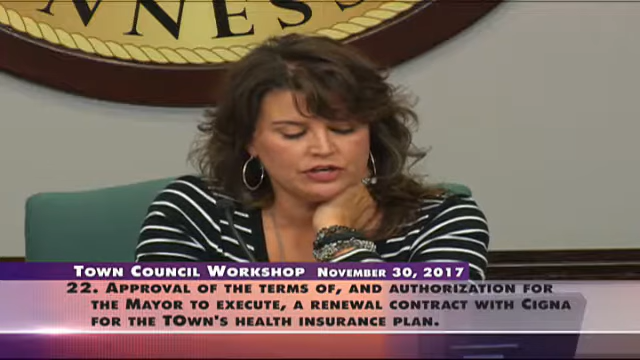 WNESS
Town Council Workshop November 30, 2017
22. Approval of the terms of, and authorization for
the Mayor to execute, a renewal contract with Cigna
for the TOwn's health insurance plan.